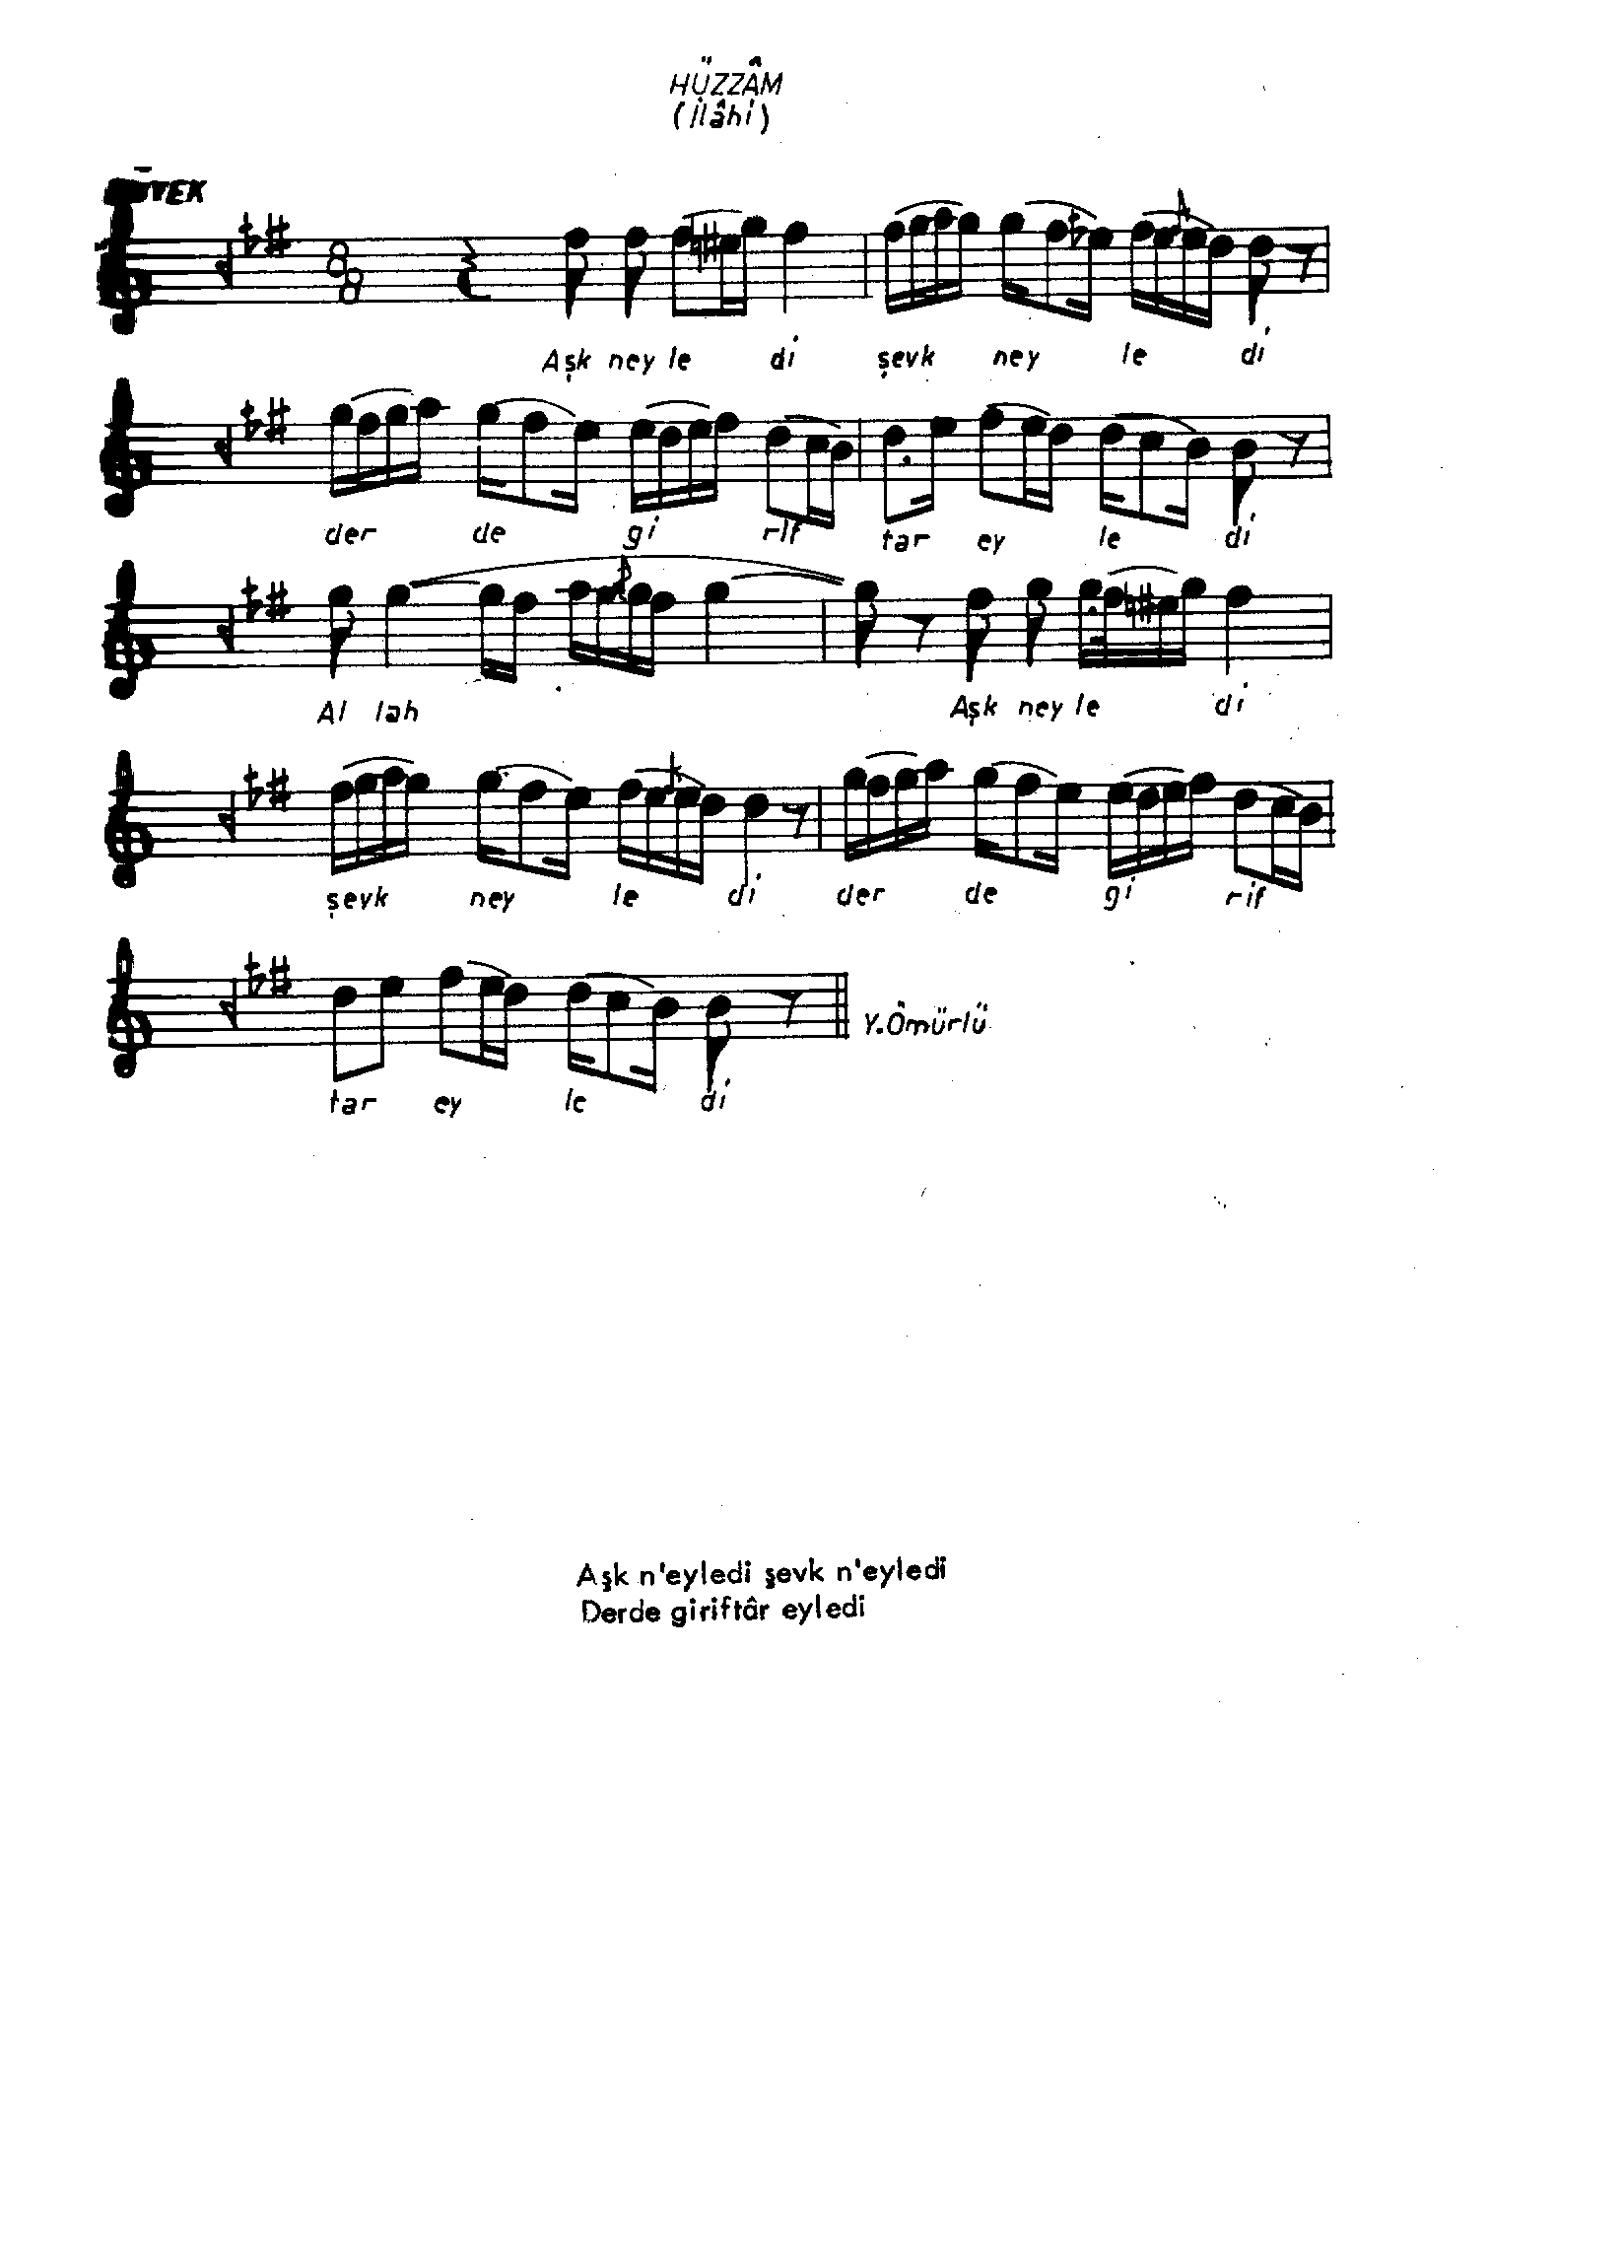 HÜZZÂM
(İlâhi)
8
8
Aşk ney le di şevk ney le di
der de gi rif tar ey le di
Al lah Aşk ney le di
şevk ney le di der de gi rif
tar ey le di
Y.Ömürlü
Aşk n'eyledi şevk n'eyledi
Derde giriftâr eyledi